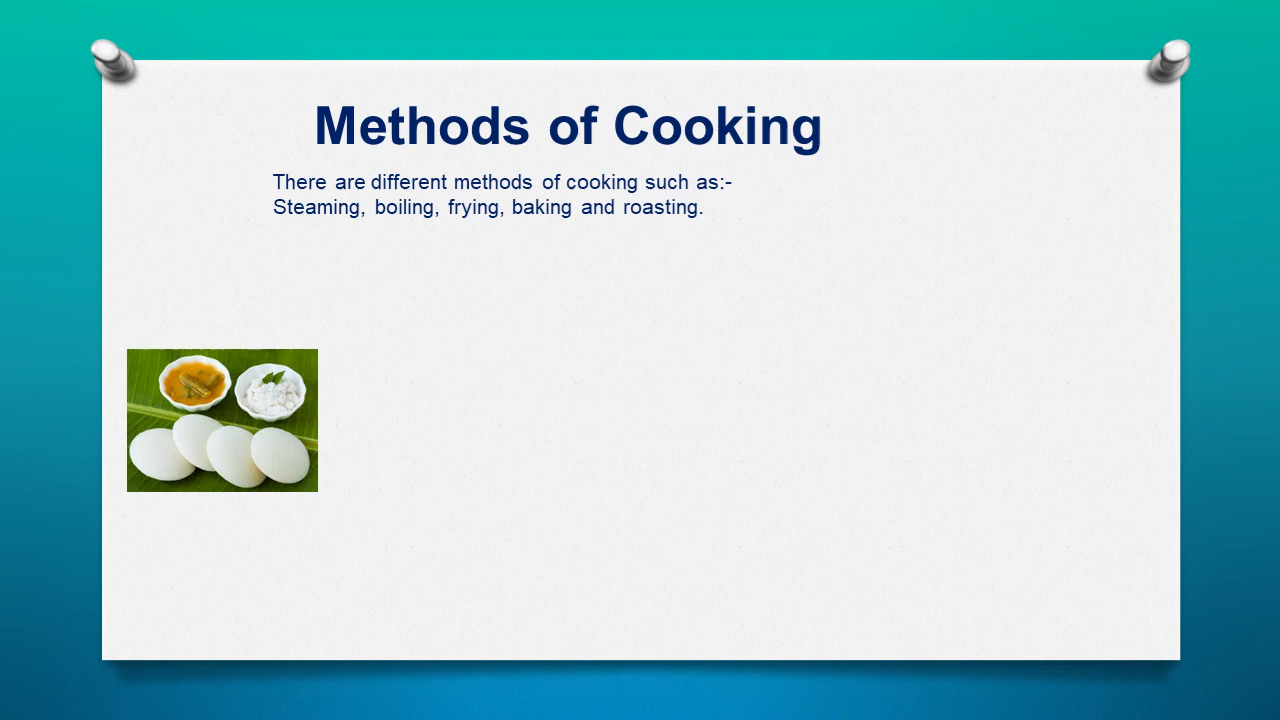 Methods of Cooking
There are different methods of cooking such as:-
Steaming, boiling, frying, baking and roasting.